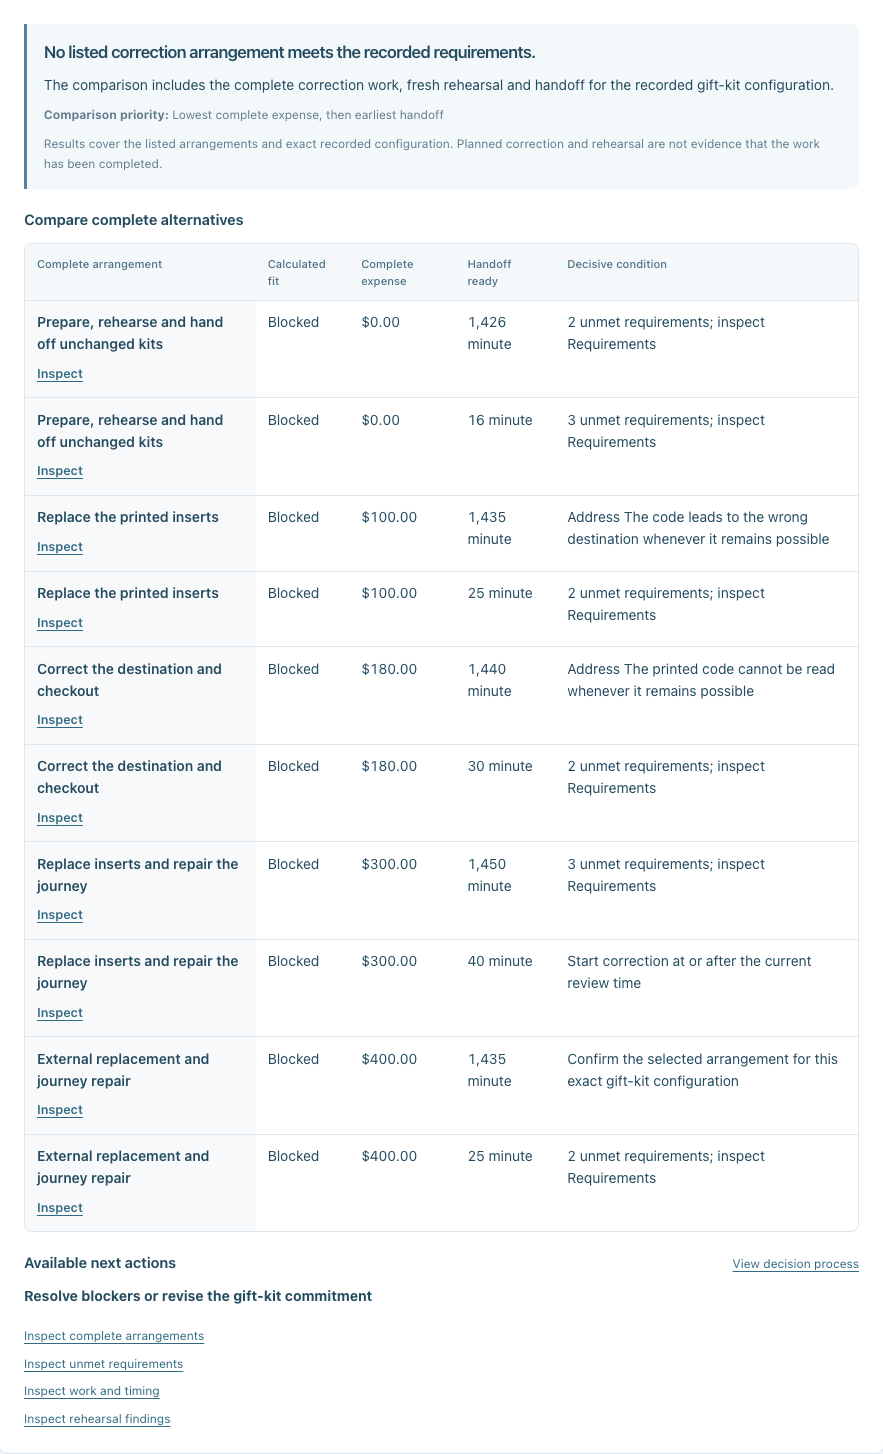 No listed correction arrangement meets the recorded requirements.
The comparison includes the complete correction work, fresh rehearsal and handoff for the recorded gift-kit configuration.
Comparison priority: Lowest complete expense, then earliest handoff
Results cover the listed arrangements and exact recorded configuration. Planned correction and rehearsal are not evidence that the work
has been completed.
Compare complete alternatives
Complete arrangement
Calculated
fit
Complete
expense
Handoff
ready
Decisive condition
Prepare, rehearse and hand
off unchanged kits
Inspect
Blocked
$0.00
1,426
minute
2 unmet requirements; inspect
Requirements
Prepare, rehearse and hand
off unchanged kits
Inspect
Blocked
$0.00
16 minute
3 unmet requirements; inspect
Requirements
Replace the printed inserts
Inspect
Blocked
$100.00
1,435
minute
Address The code leads to the wrong
destination whenever it remains possible
Replace the printed inserts
Inspect
Blocked
$100.00
25 minute
2 unmet requirements; inspect
Requirements
Correct the destination and
checkout
Inspect
Blocked
$180.00
1,440
minute
Address The printed code cannot be read
whenever it remains possible
Correct the destination and
checkout
Inspect
Blocked
$180.00
30 minute
2 unmet requirements; inspect
Requirements
Replace inserts and repair the
journey
Inspect
Blocked
$300.00
1,450
minute
3 unmet requirements; inspect
Requirements
Replace inserts and repair the
journey
Inspect
Blocked
$300.00
40 minute
Start correction at or after the current
review time
External replacement and
journey repair
Inspect
Blocked
$400.00
1,435
minute
Confirm the selected arrangement for this
exact gift-kit configuration
External replacement and
journey repair
Inspect
Blocked
$400.00
25 minute
2 unmet requirements; inspect
Requirements
Available next actions
View decision process
Resolve blockers or revise the gift-kit commitment
Inspect complete arrangements
Inspect unmet requirements
Inspect work and timing
Inspect rehearsal findings